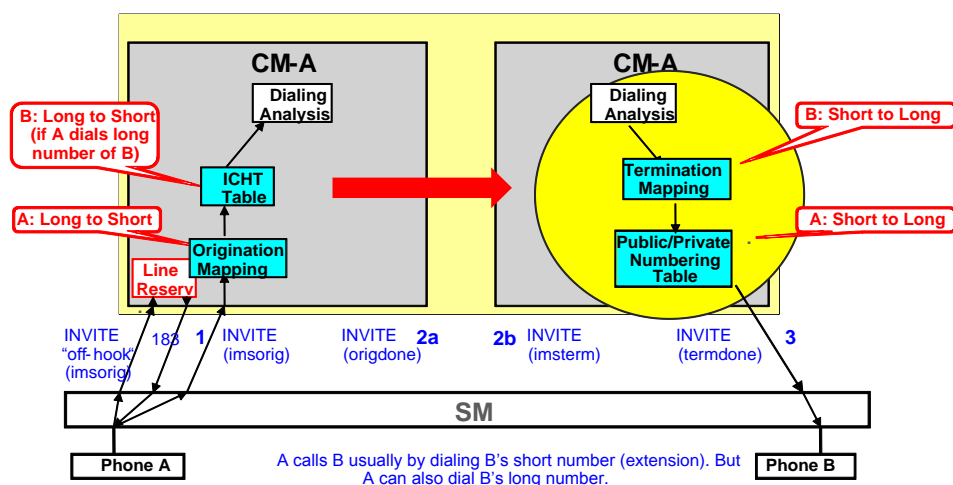 CM-A
CM-A
Dialing
Analysis
Dialing
Analysis
B: Long to Short
(if A dials long
number of B)
B: Short to Long
ICHT
Table
Termination
Mapping
A: Long to Short
A: Short to Long
Origination
Mapping
Public/Private
Numbering
Table
Line
Reserv
INVITE
"off-hook"
(imsorig)
183
1
INVITE
(imsorig)
INVITE
(origdone)
2a
2b
INVITE
(imsterm)
INVITE
(termdone)
3
SM
Phone A
Phone B
A calls B usually by dialing B's short number (extension). But
A can also dial B's long number.